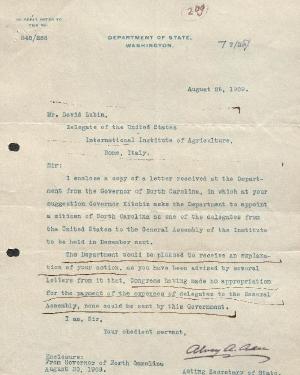 IN REPLY REFER TO
209
DEPARTMENT OF STATE,
WASHINGTON.
August 26, 1909.
Mr. David Lubin,
Delegate of the United States
International Institute of Agriculture,
Rome, Italy.
Sir:
I enclose a copy of a letter received at the Depart-
ment from the Governor of North Carolina, in which at your
suggestion Governor Kitchin asks the Department to appoint
a citizen of North Carolina as one of the delegates from
the United States to the General Assembly of the Institute
to be held in December next.
The Department would be pleased to receive an explana-
tion of your action, as you have been advised by several
letters from it that, Congress having made no appropriation
for the payment of the expenses of delegates to the General
Assembly, none could be sent by this Government.
I am, Sir,
Your obedient servant,
Acting Secretary of State.
Enclosure:
From Governor of North Carolina
August 20, 1909.